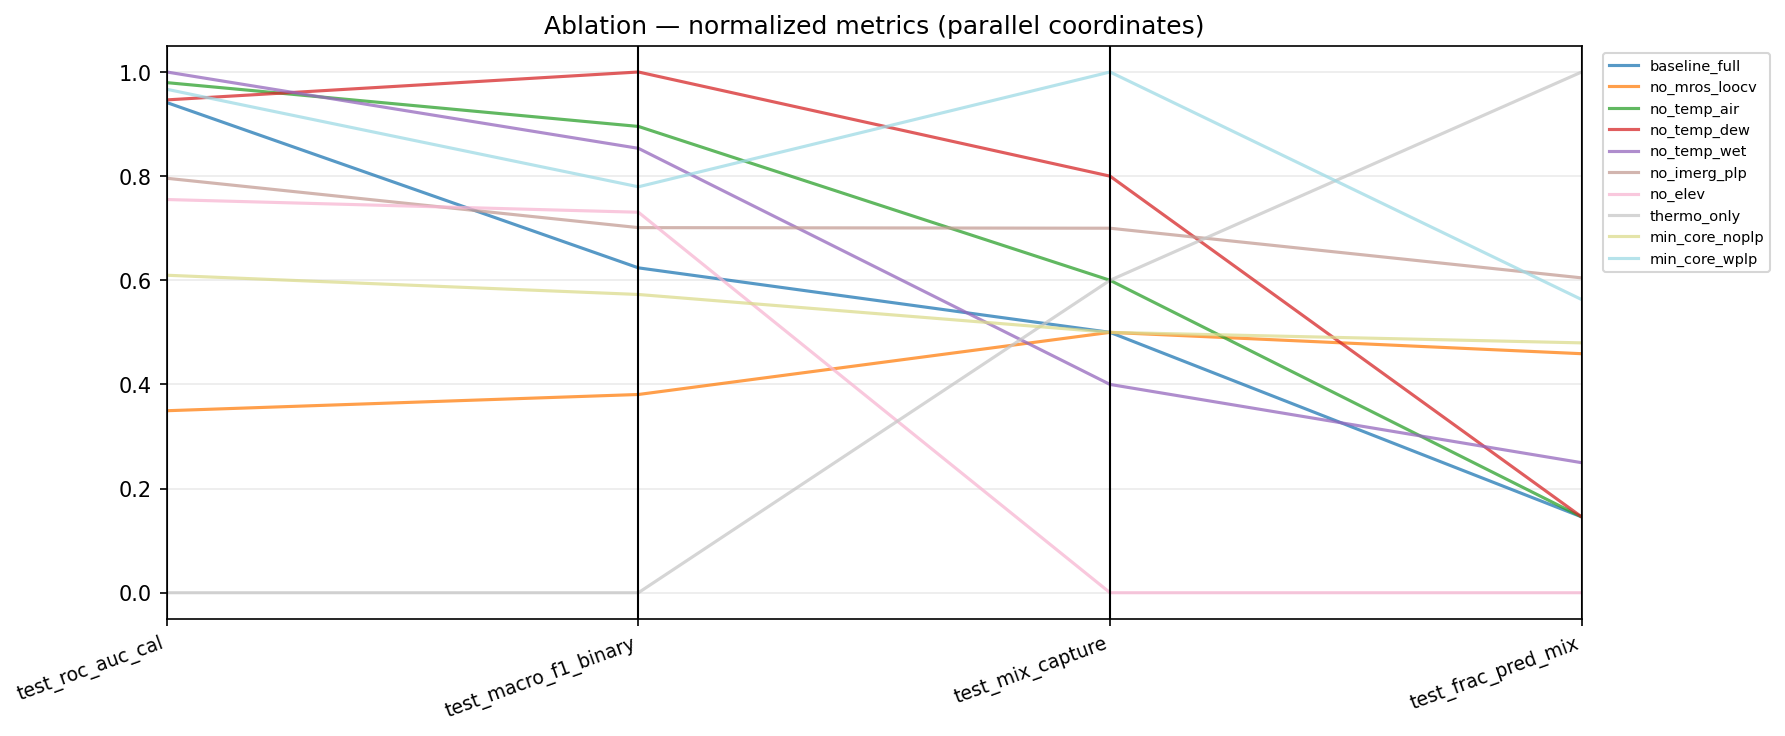 Ablation — normalized metrics (parallel coordinates)
1.0
0.8
0.6
0.4
0.2
0.0
test_roc_auc_cal
test_macro_f1_binary
test_mix_capture
test_frac_pred_mix
baseline_full
no_mros_loocv
no_temp_air
no_temp_dew
no_temp_wet
no_imerg_plp
no_elev
thermo_only
min_core_noplp
min_core_wplp